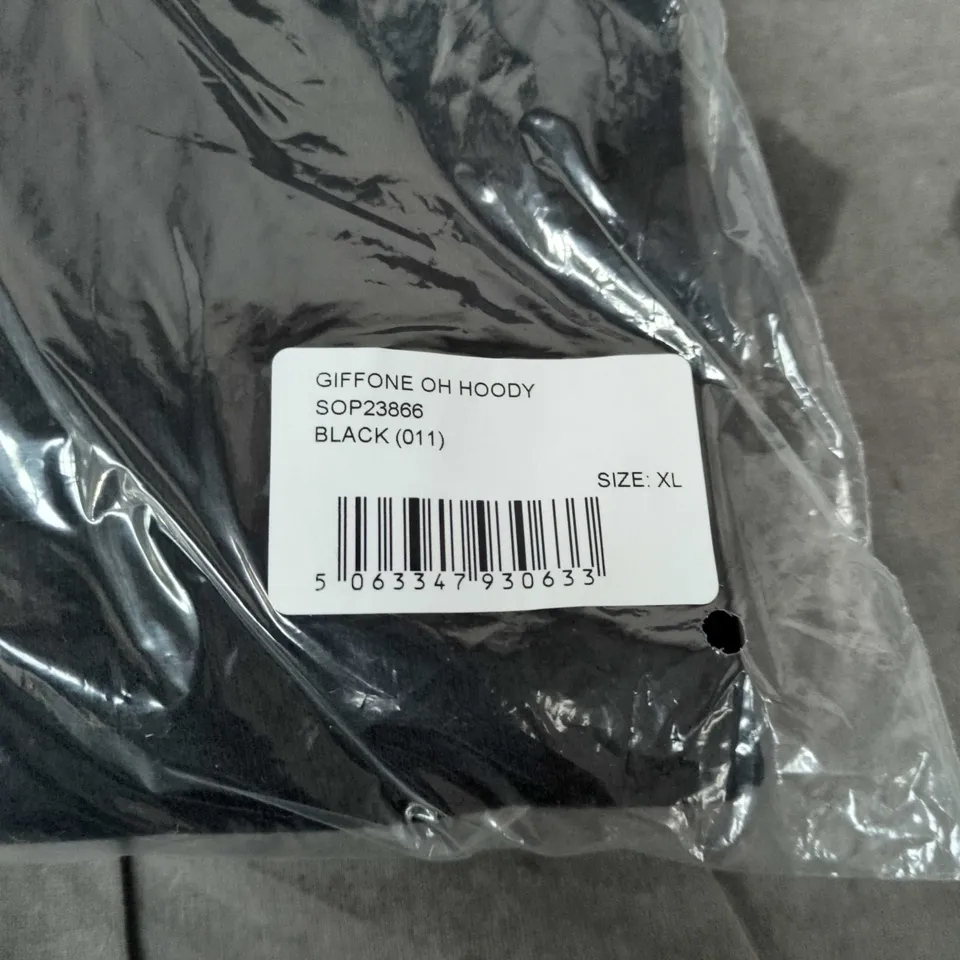 GIFFONE OH HOODY
SOP23866
BLACK (011)
SIZE: XL
5 063347 930633